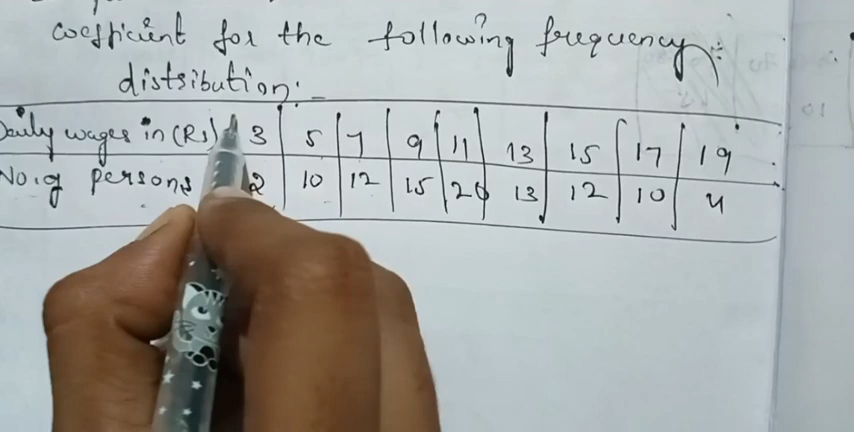 coefficient for the following frequency
distribution:-
Daily wages in (Rs) 3 5 7 9 11 13 15 17 19
No. of persons 2 10 12 15 20 13 12 10 4